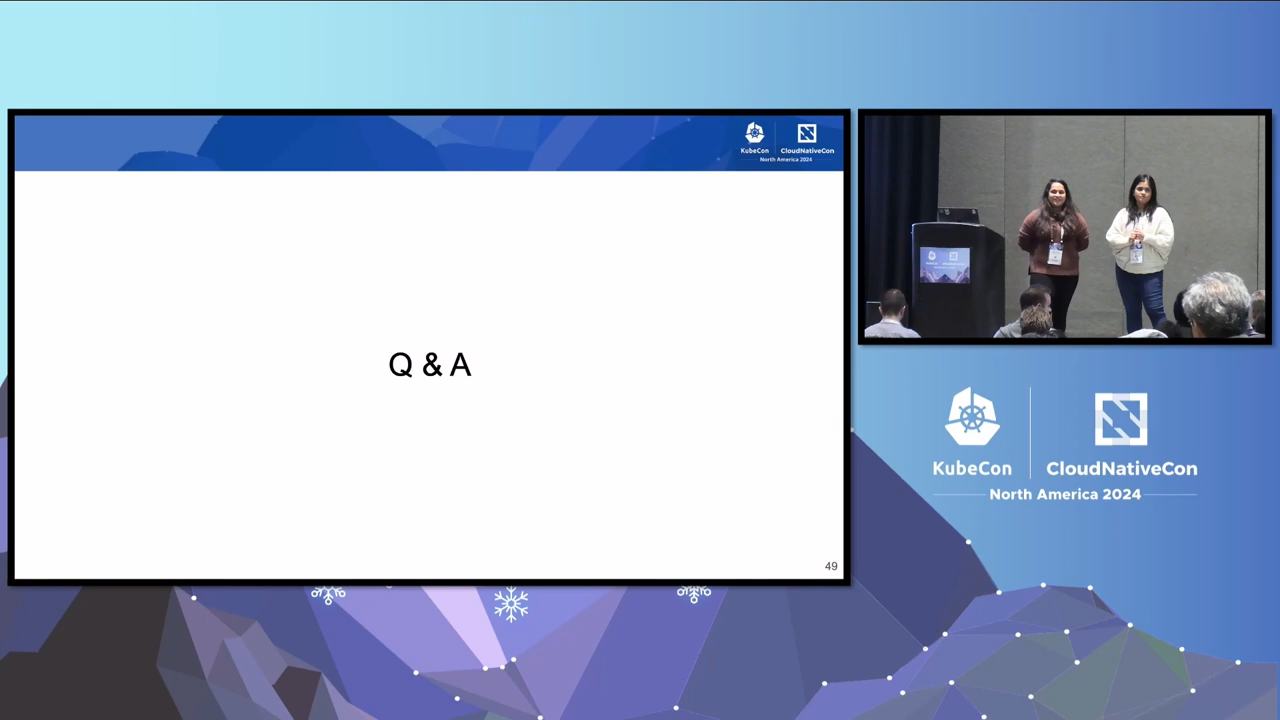 KubeCon
CloudNativeCon
North America 2024
Q & A
49
KubeCon
CloudNativeCon
North America 2024